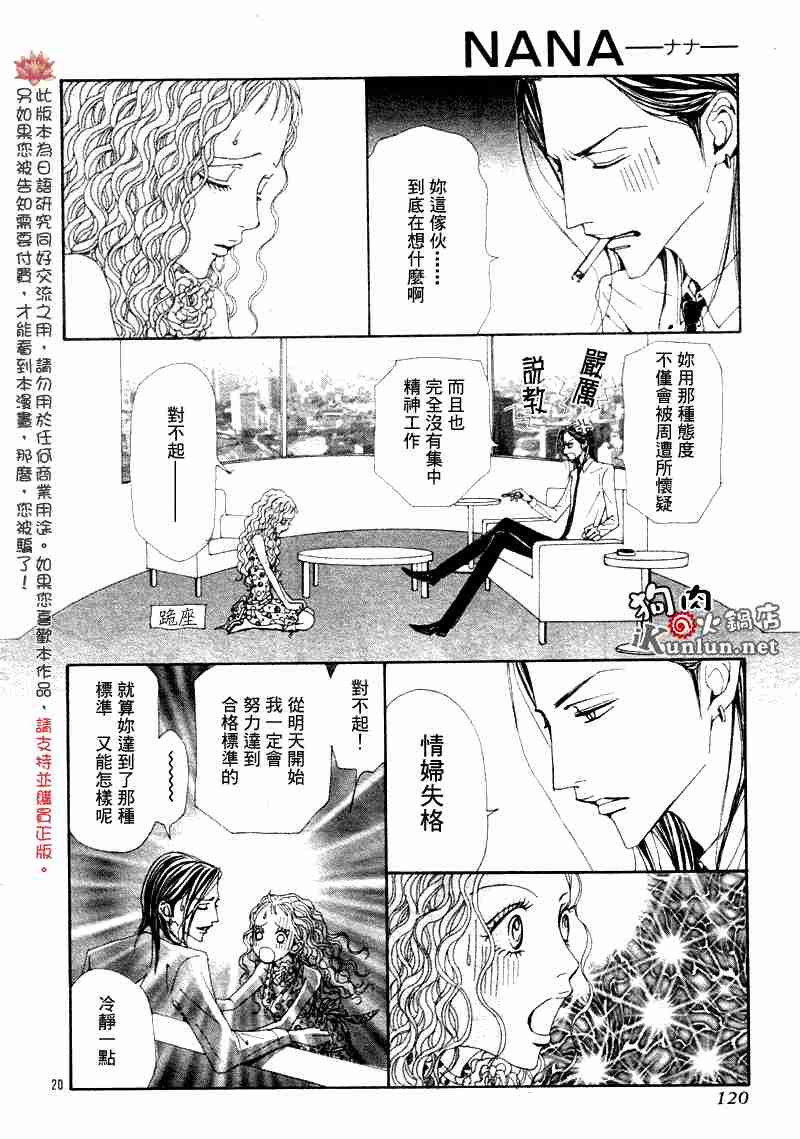 NANA—ナナ—
此版本為日語研究同好交流之用，請勿用於任何商業用途。如果您喜歡本作品，請支持並購買正版。
另如果您被告知需要付費，才能看到本漫畫，那麼，您被騙了！
妳這傢伙……
到底在想什麼啊
妳用那種態度
不僅會被周遭所懷疑
嚴厲
說教
而且也
完全沒有集中
精神工作
對不起——
跪座
狗肉
火鍋店
Kunlun.net
情婦失格
對不起！
從明天開始
我一定會
努力達到
合格標準的
就算妳達到了那種
標準 又能怎樣呢
冷靜一點
20
120